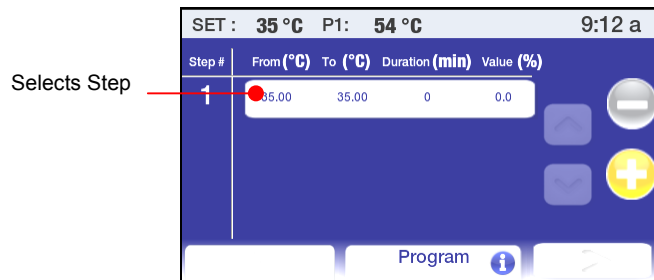 SET : 35 °C P1: 54 °C 9:12 a
Step # From (°C) To (°C) Duration (min) Value (%)
Selects Step
1 35.00 35.00 0 0.0
Program